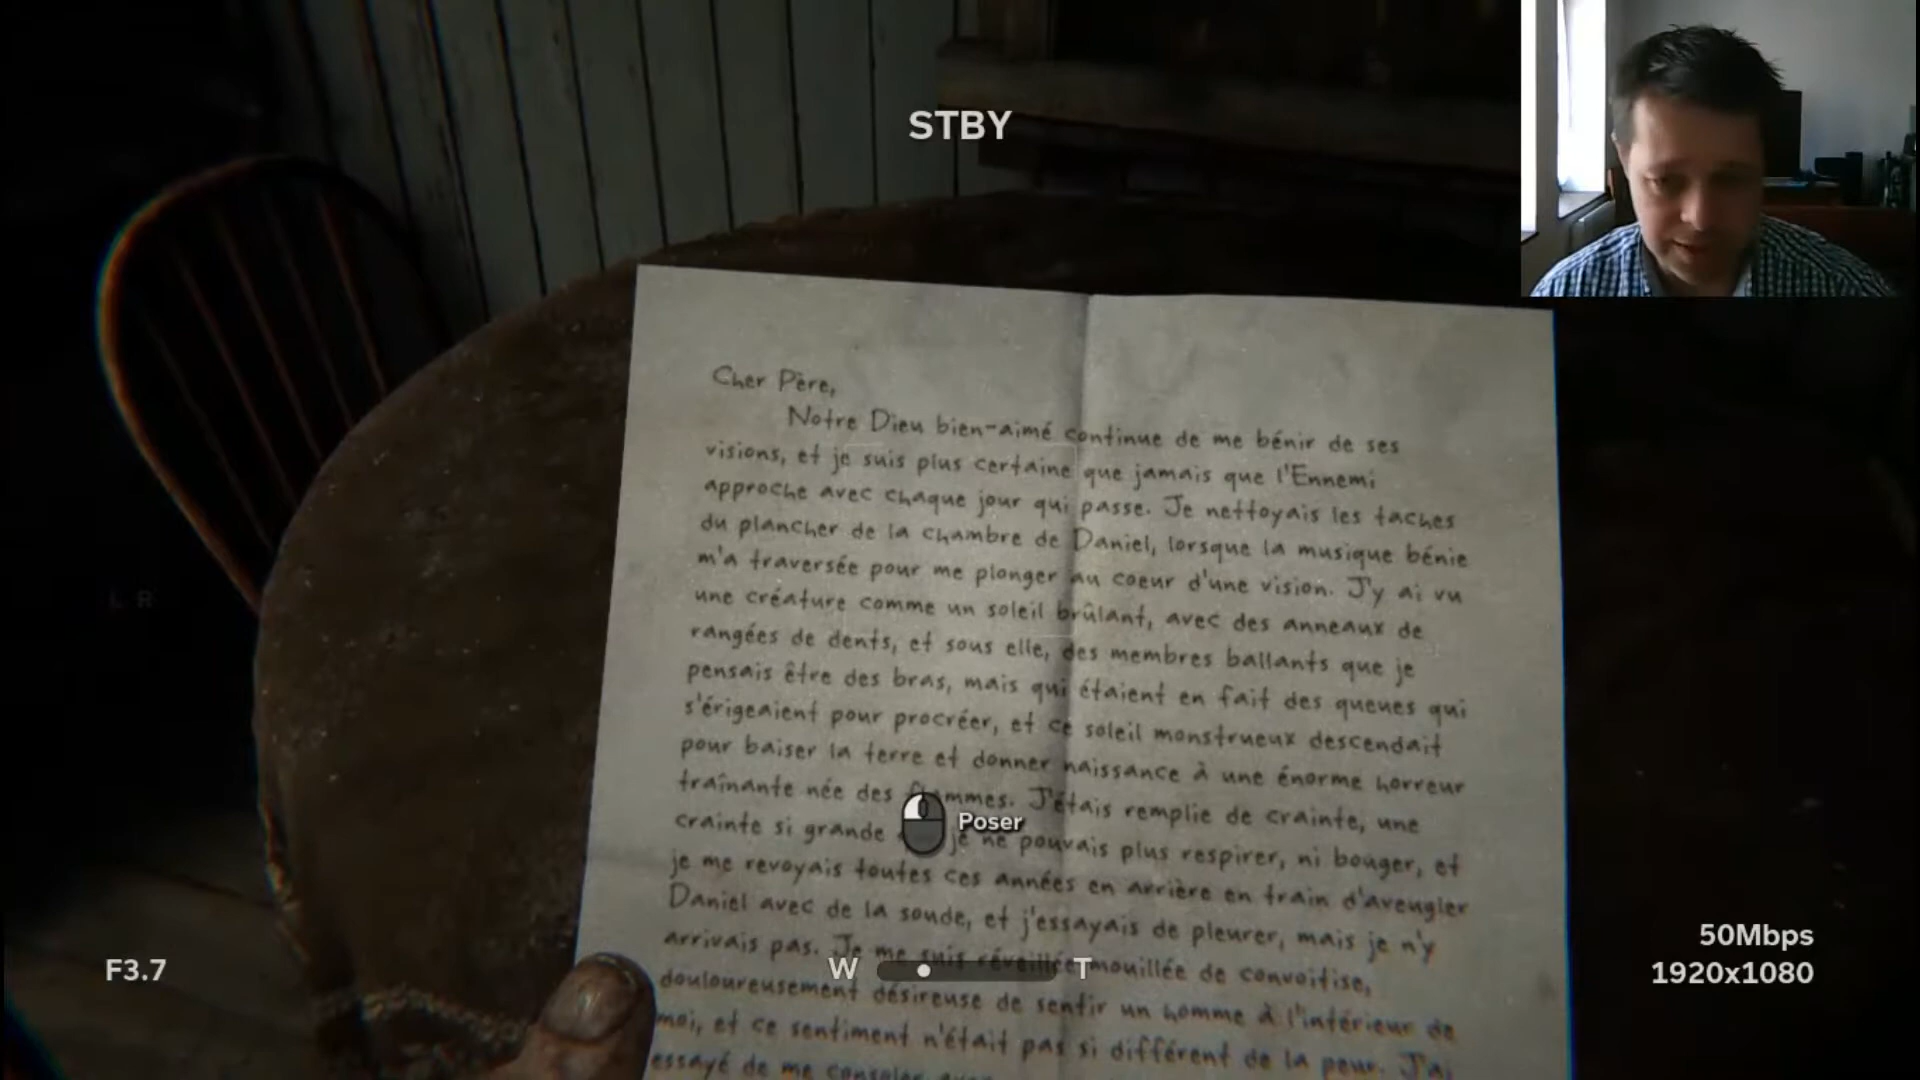 STBY
Cher Père,
Notre Dieu bien-aimé continue de me bénir de ses
visions, et je suis plus certaine que jamais que l'Ennemi
approche avec chaque jour qui passe. Je nettoyais les taches
du plancher de la chambre de Daniel, lorsque la musique bénie
m'a traversée pour me plonger au coeur d'une vision. J'y ai vu
une créature comme un soleil brûlant, avec des anneaux de
rangées de dents, et sous elle, des membres ballants que je
pensais être des bras, mais qui étaient en fait des queues qui
s'érigeaient pour procréer, et ce soleil monstrueux descendait
pour baiser la terre et donner naissance à une énorme horreur
traînante née des flammes. J'étais remplie de crainte, une
crainte si grande je ne pouvais plus respirer, ni bouger, et
je me revoyais toutes ces années en arrière en train d'aveugler
Daniel avec de la soude, et j'essayais de pleurer, mais je n'y
arrivais pas. Je me suis réveillée mouillée de convoitise,
douloureusement désireuse de sentir un homme à l'intérieur de
moi, et ce sentiment n'était pas si différent de la peur. J'ai
essayé de me consoler
Poser
L R
F3.7
W T
50Mbps
1920x1080